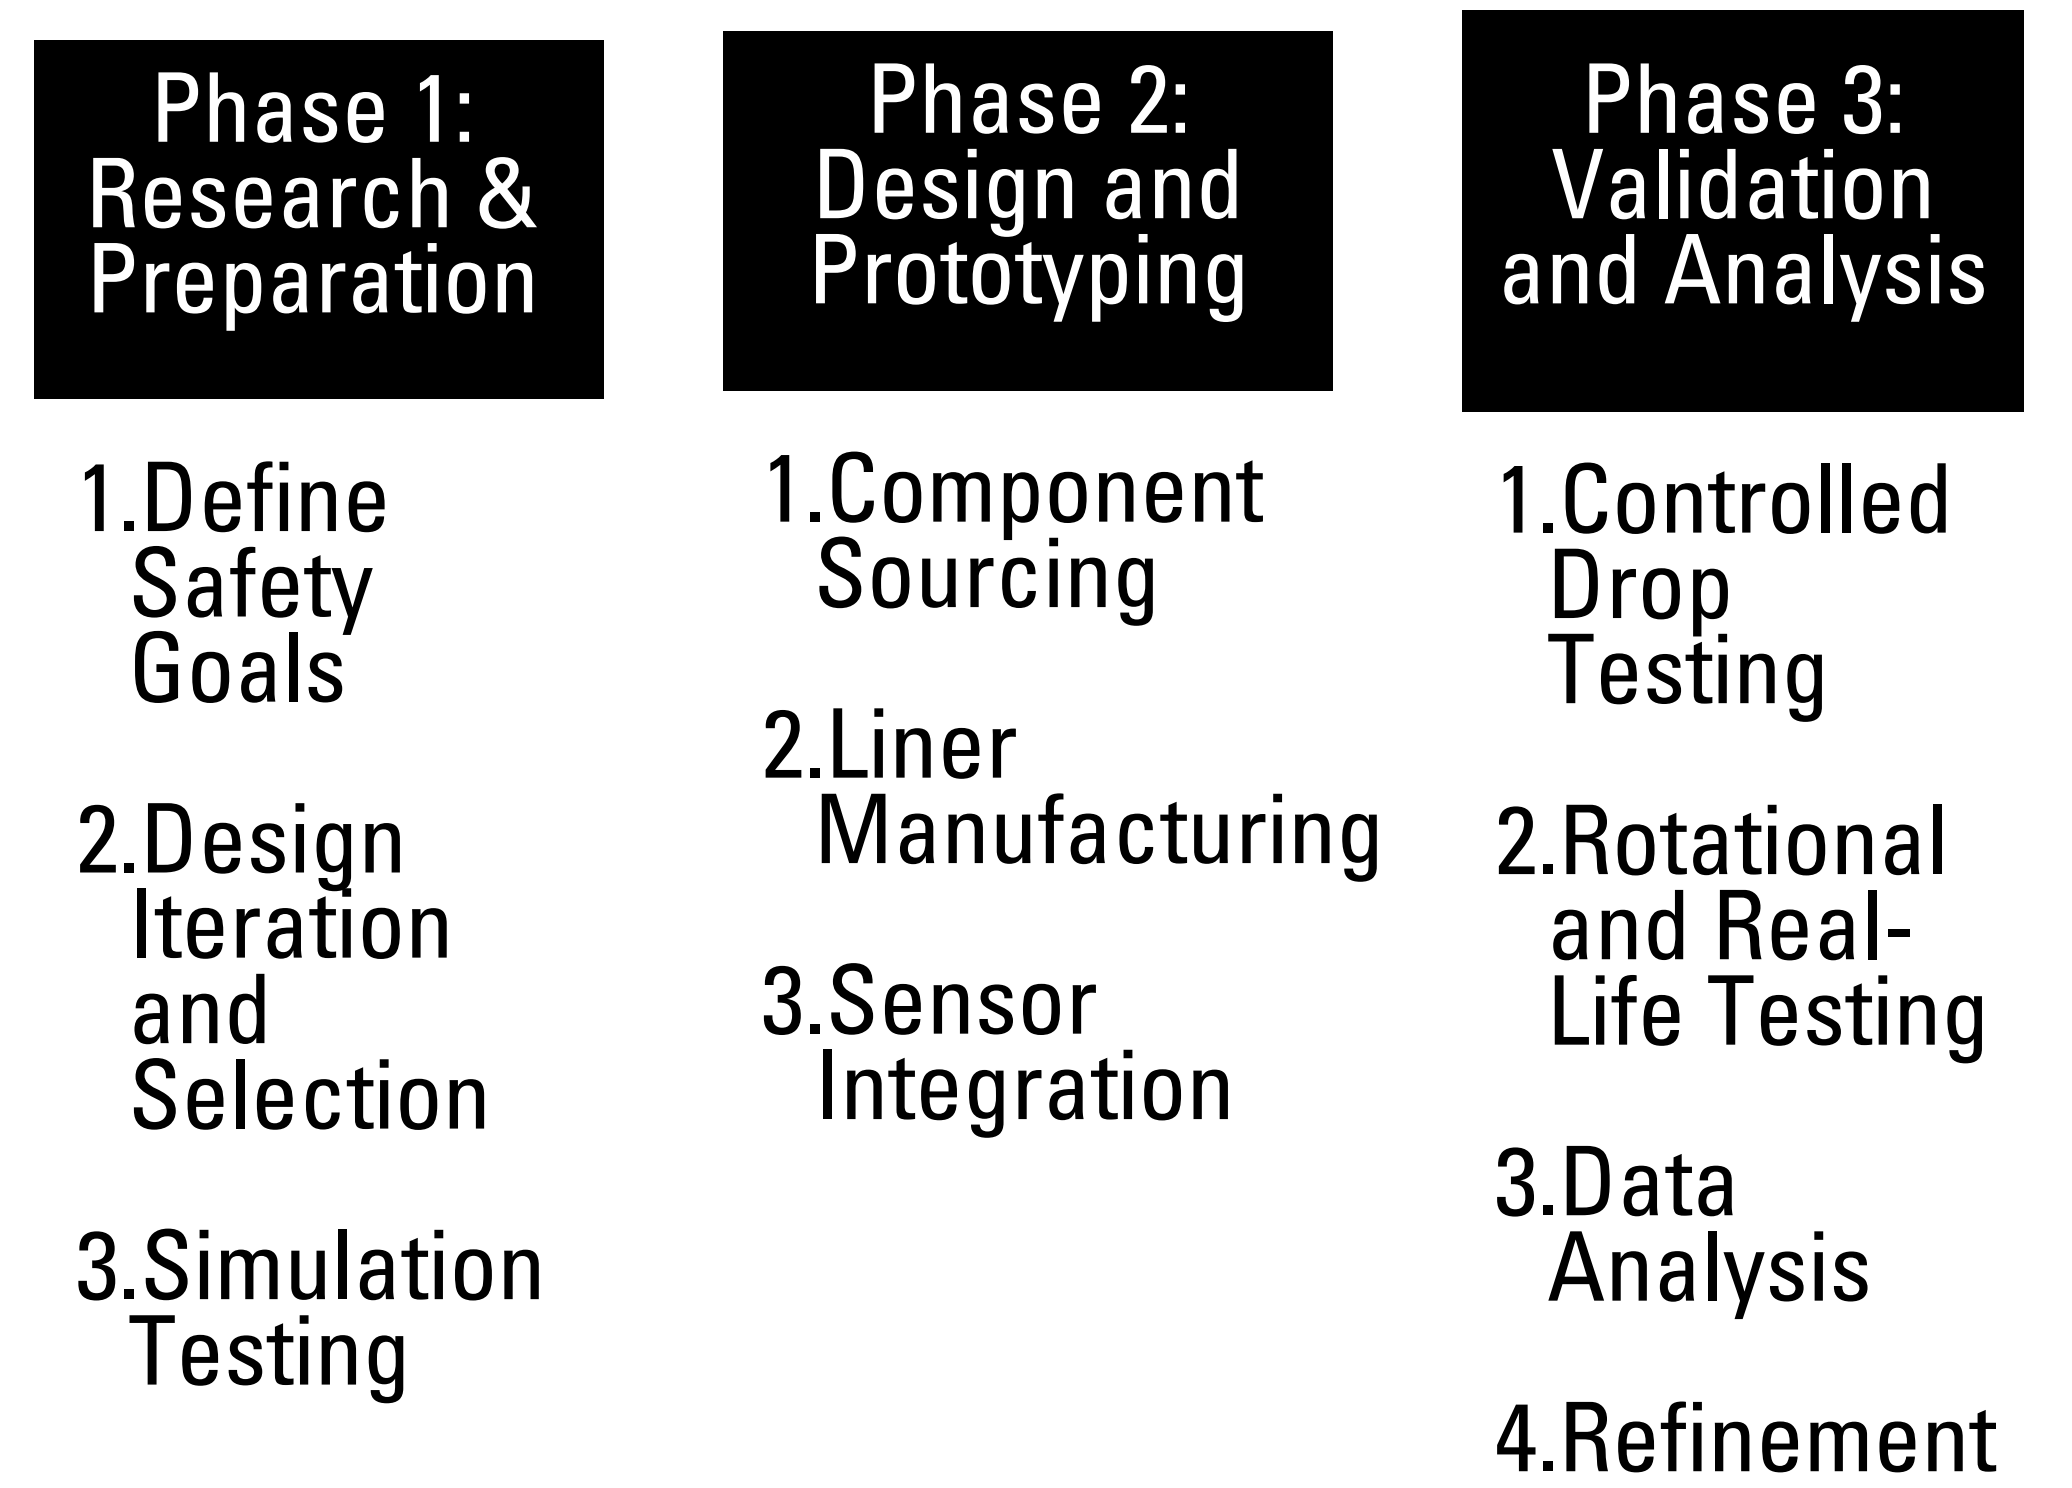 Phase 1:
Research &
Preparation
1.Define
Safety
Goals
2.Design
Iteration
and
Selection
3.Simulation
Testing
Phase 2:
Design and
Prototyping
1.Component
Sourcing
2.Liner
Manufacturing
3.Sensor
Integration
Phase 3:
Validation
and Analysis
1.Controlled
Drop
Testing
2.Rotational
and Real-
Life Testing
3.Data
Analysis
4.Refinement